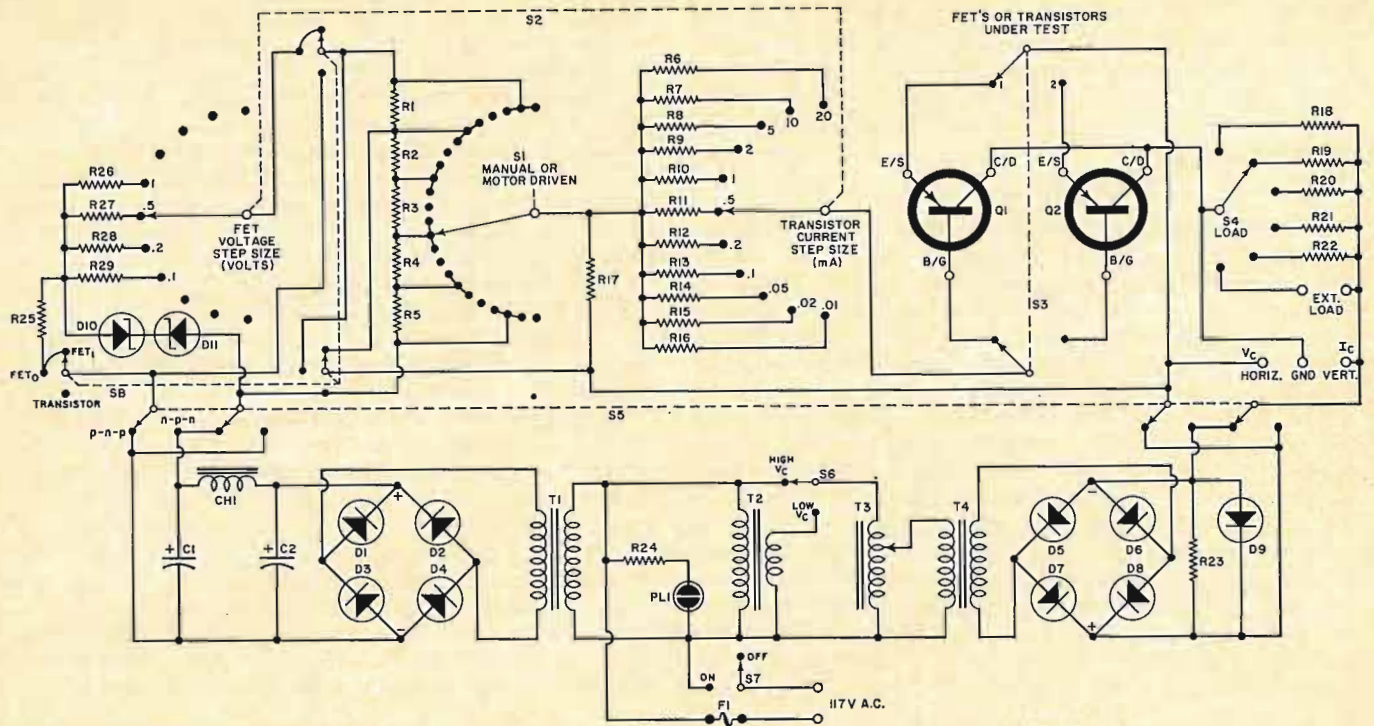 S2
FET'S OR TRANSISTORS
UNDER TEST
R1
R2
R3
R4
R5
S1
MANUAL OR
MOTOR DRIVEN
R6
R7
R8
R9
R10
R11
R12
R13
R14
R15
R16
20
10
5
2
1
.5
.2
.1
.05
.02
.01
TRANSISTOR
CURRENT
STEP SIZE
(mA)
R17
R26
R27
R28
R29
1
.5
.2
.1
FET
VOLTAGE
STEP SIZE
(VOLTS)
R25
D10
D11
FET1
FET0
SB
TRANSISTOR
1
2
E/S
C/D
E/S
C/D
Q1
Q2
B/G
B/G
S3
R18
R19
R20
R21
R22
S4
LOAD
EXT.
LOAD
VC
HORIZ.
GND
IC
VERT.
S5
p-n-p
n-p-n
CH1
+
C1
+
C2
+
D1
D2
D3
D4
-
T1
R24
PL1
HIGH
VC
S6
T2
LOW
VC
T3
T4
-
D5
D6
D7
D8
+
R23
D9
OFF
ON
S7
F1
117V A.C.